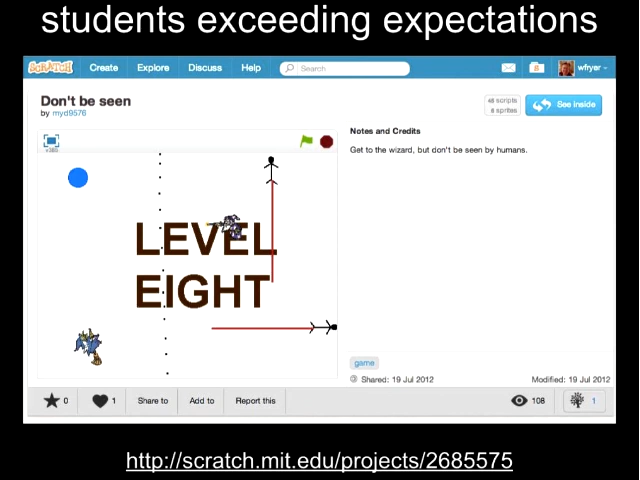 students exceeding expectations
SCRATCH Create Explore Discuss Help Search wfryer
Don't be seen
by myd9576
48 scripts
8 sprites
See inside
Notes and Credits
Get to the wizard, but don't be seen by humans.
LEVEL
EIGHT
game
Shared: 19 Jul 2012 Modified: 19 Jul 2012
0 1 Share to Add to Report this 108 1
http://scratch.mit.edu/projects/2685575